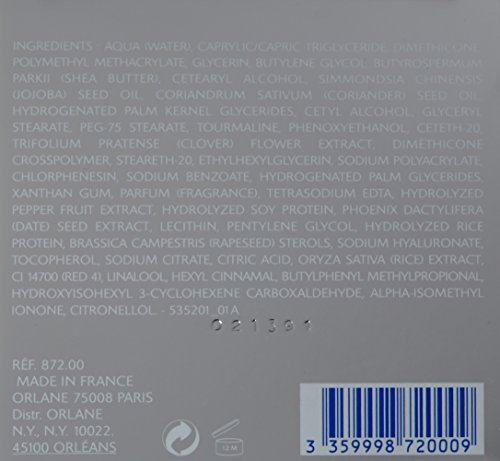 INGREDIENTS : AQUA (WATER), CAPRYLIC/CAPRIC TRIGLYCERIDE, DIMETHICONE,
POLYMETHYL METHACRYLATE, GLYCERIN, BUTYLENE GLYCOL, BUTYROSPERMUM
PARKII (SHEA BUTTER), CETEARYL ALCOHOL, SIMMONDSIA CHINENSIS
(JOJOBA) SEED OIL, CORIANDRUM SATIVUM (CORIANDER) SEED OIL,
HYDROGENATED PALM KERNEL GLYCERIDES, CETYL ALCOHOL, GLYCERYL
STEARATE, PEG-75 STEARATE, TOURMALINE, PHENOXYETHANOL, CETETH-20,
TRIFOLIUM PRATENSE (CLOVER) FLOWER EXTRACT, DIMETHICONE
CROSSPOLYMER, STEARETH-20, ETHYLHEXYLGLYCERIN, SODIUM POLYACRYLATE,
CHLORPHENESIN, SODIUM BENZOATE, HYDROGENATED PALM GLYCERIDES,
XANTHAN GUM, PARFUM (FRAGRANCE), TETRASODIUM EDTA, HYDROLYZED
PEPPER FRUIT EXTRACT, HYDROLYZED SOY PROTEIN, PHOENIX DACTYLIFERA
(DATE) SEED EXTRACT, LECITHIN, PENTYLENE GLYCOL, HYDROLYZED RICE
PROTEIN, BRASSICA CAMPESTRIS (RAPESEED) STEROLS, SODIUM HYALURONATE,
TOCOPHEROL, SODIUM CITRATE, CITRIC ACID, ORYZA SATIVA (RICE) EXTRACT,
CI 14700 (RED 4), LINALOOL, HEXYL CINNAMAL, BUTYLPHENYL METHYLPROPIONAL,
HYDROXYISOHEXYL 3-CYCLOHEXENE CARBOXALDEHYDE, ALPHA-ISOMETHYL
IONONE, CITRONELLOL. - 535201_01A
021391
RÉF. 872.00
MADE IN FRANCE
ORLANE 75008 PARIS
Distr. ORLANE
N.Y., N.Y. 10022.
45100 ORLÉANS
12 M
3 359998 720009